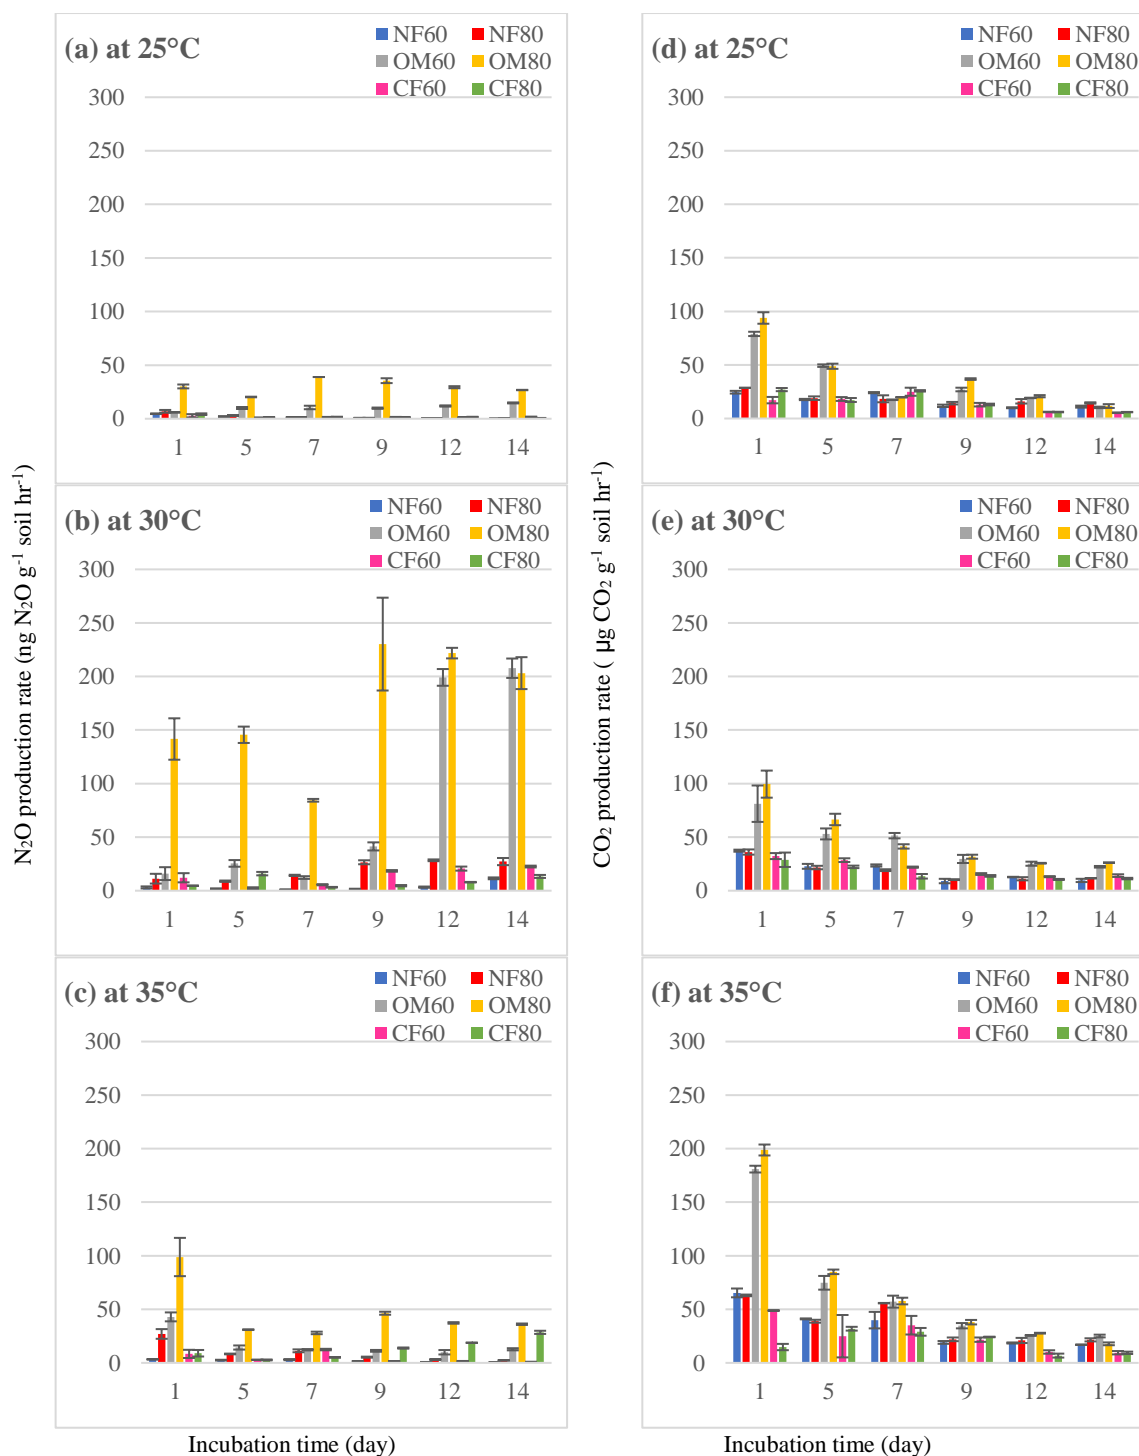 (a) at 25°C
NF60 NF80
OM60 OM80
CF60 CF80
300
250
200
150
100
50
0
1 5 7 9 12 14
(b) at 30°C
NF60 NF80
OM60 OM80
CF60 CF80
300
250
200
150
100
50
0
1 5 7 9 12 14
(c) at 35°C
NF60 NF80
OM60 OM80
CF60 CF80
300
250
200
150
100
50
0
1 5 7 9 12 14
N₂O production rate (ng N₂O g⁻¹ soil hr⁻¹)
Incubation time (day)
(d) at 25°C
NF60 NF80
OM60 OM80
CF60 CF80
300
250
200
150
100
50
0
1 5 7 9 12 14
(e) at 30°C
NF60 NF80
OM60 OM80
CF60 CF80
300
250
200
150
100
50
0
1 5 7 9 12 14
(f) at 35°C
NF60 NF80
OM60 OM80
CF60 CF80
300
250
200
150
100
50
0
1 5 7 9 12 14
CO₂ production rate ( µg CO₂ g⁻¹ soil hr⁻¹)
Incubation time (day)